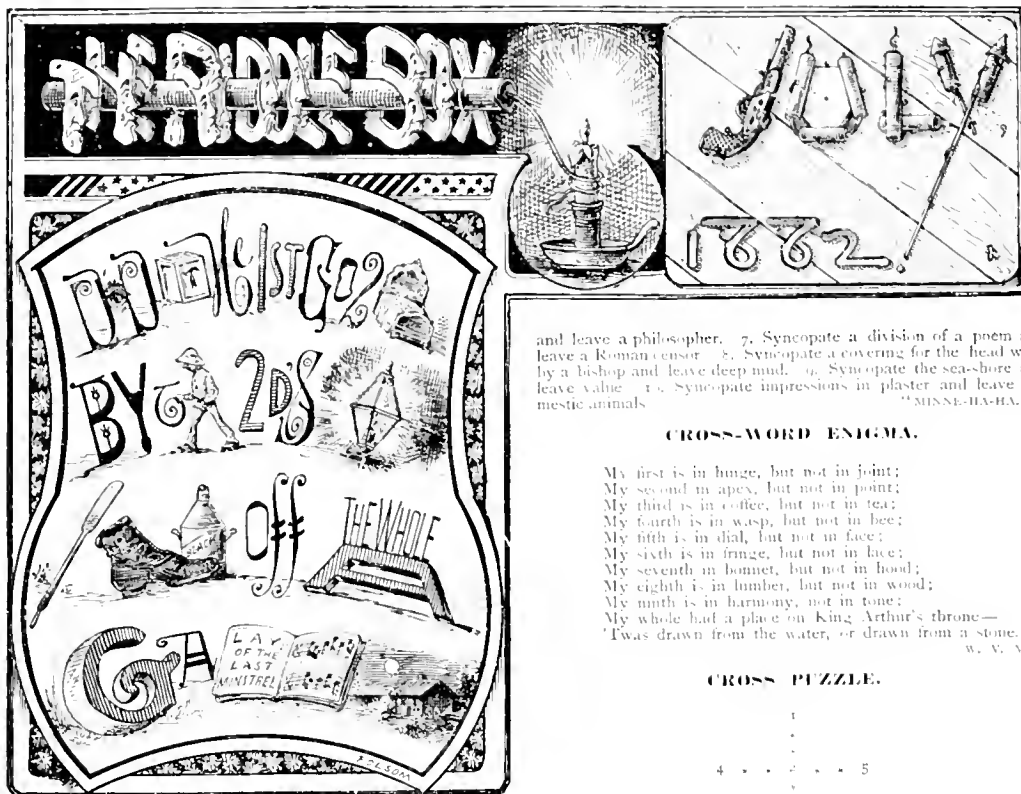 THE RIDDLE BOX
JULY
1882
1ST
BY 2D'S
OFF THE WHOLE
G A LAY
OF THE
LAST
MINSTREL
FOLSOM
and leave a philosopher. 7. Syncopate a division of a poem
leave a Roman censor 8. Syncopate a covering for the head
by a bishop and leave deep mud. 9. Syncopate the sea-shore
leave value 10. Syncopate impressions in plaster and leave
mestic animals "MINNE-HA-HA.
CROSS-WORD ENIGMA.
My first is in hinge, but not in joint;
My second in apex, but not in point;
My third is in coffee, but not in tea;
My fourth is in wasp, but not in bee;
My fifth is in dial, but not in face;
My sixth is in fringe, but not in lace;
My seventh in bonnet, but not in hood;
My eighth is in lumber, but not in wood;
My ninth is in harmony, not in tone;
My whole had a place on King Arthur's throne—
'Twas drawn from the water, or drawn from a stone.
W. V.
CROSS PUZZLE.
4 * * * * 5